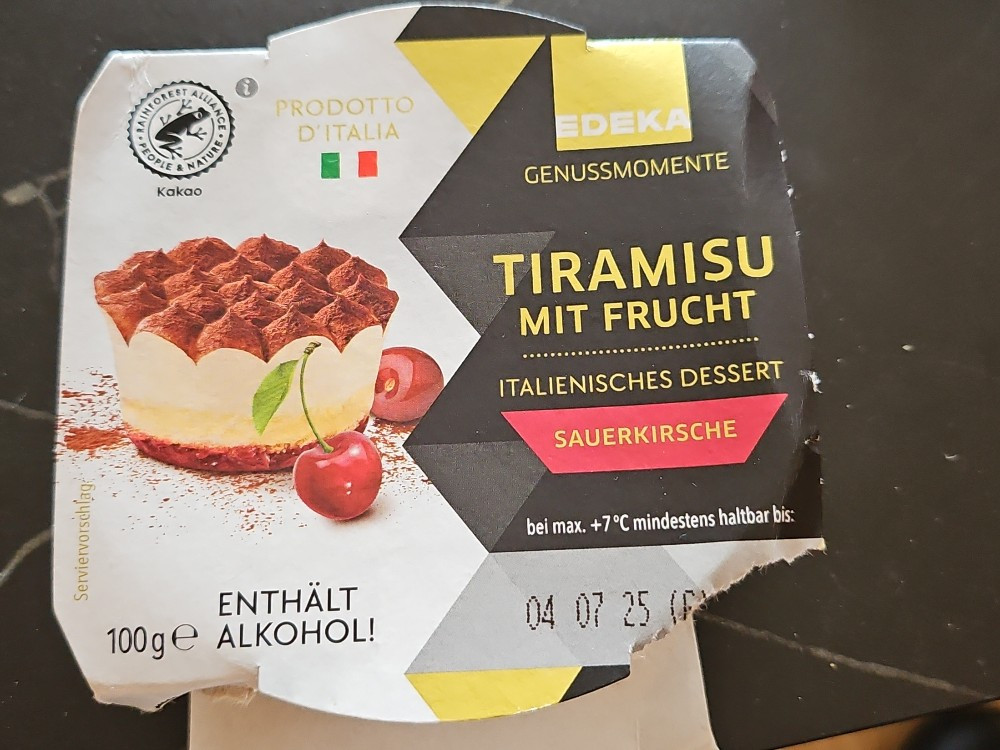 RAINFOREST ALLIANCE
PEOPLE & NATURE
Kakao
i
PRODOTTO
D'ITALIA
EDEKA
GENUSSMOMENTE
TIRAMISU
MIT FRUCHT
ITALIENISCHES DESSERT
SAUERKIRSCHE
bei max. +7 °C mindestens haltbar bis:
04 07 25
Serviervorschlag
ENTHÄLT
ALKOHOL!
100 g ℮